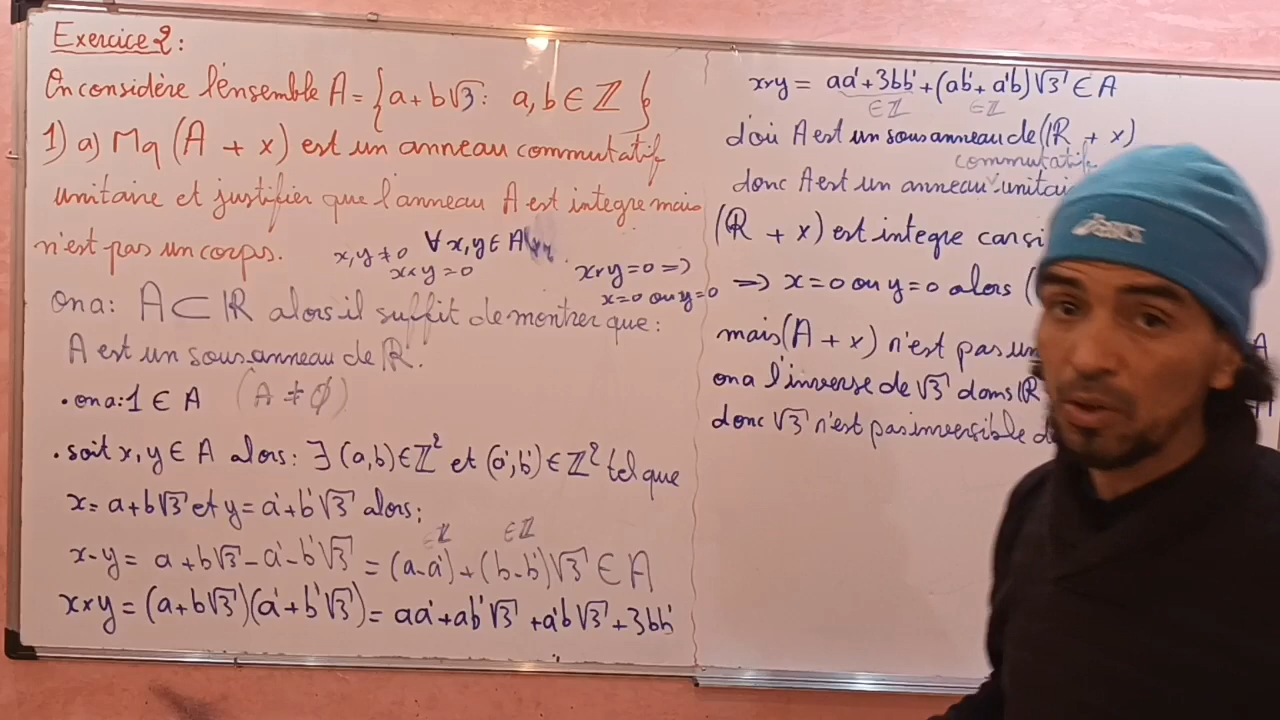 Exercice 2:
On considère l'ensemble A = {a+b√3 : a,b ∈ ℤ}
1) a) Mq (A + x) est un anneau commutatif
unitaire et justifier que l'anneau A est integre mais
n'est pas un corps.
x,y ≠ 0 ∀ x,y ∈ A
x×y=0
x×y=0 ⇒
x=0 ou y=0
on a: A ⊂ ℝ alors il suffit de montrer que:
A est un sous anneau de ℝ.
• on a: 1 ∈ A (A ≠ ∅)
• soit x,y ∈ A alors: ∃ (a,b) ∈ ℤ² et (a',b') ∈ ℤ² tel que
x = a+b√3 et y = a'+b'√3 alors;
∈ℤ ∈ℤ
x-y = a+b√3-a'-b'√3 = (a-a')+(b-b')√3 ∈ A
x×y = (a+b√3)(a'+b'√3) = aa'+ab'√3+a'b√3+3bb'
x×y = aa'+3bb'+(ab'+a'b)√3 ∈ A
∈ℤ ∈ℤ
d'où A est un sous anneau de (ℝ + x)
commutatif
donc A est un anneau unitai
(ℝ + x) est integre car si
⇒ x=0 ou y=0 alors (
mais (A + x) n'est pas un A
on a l'inverse de √3 dans ℝ
donc √3 n'est pas inversible d
asics